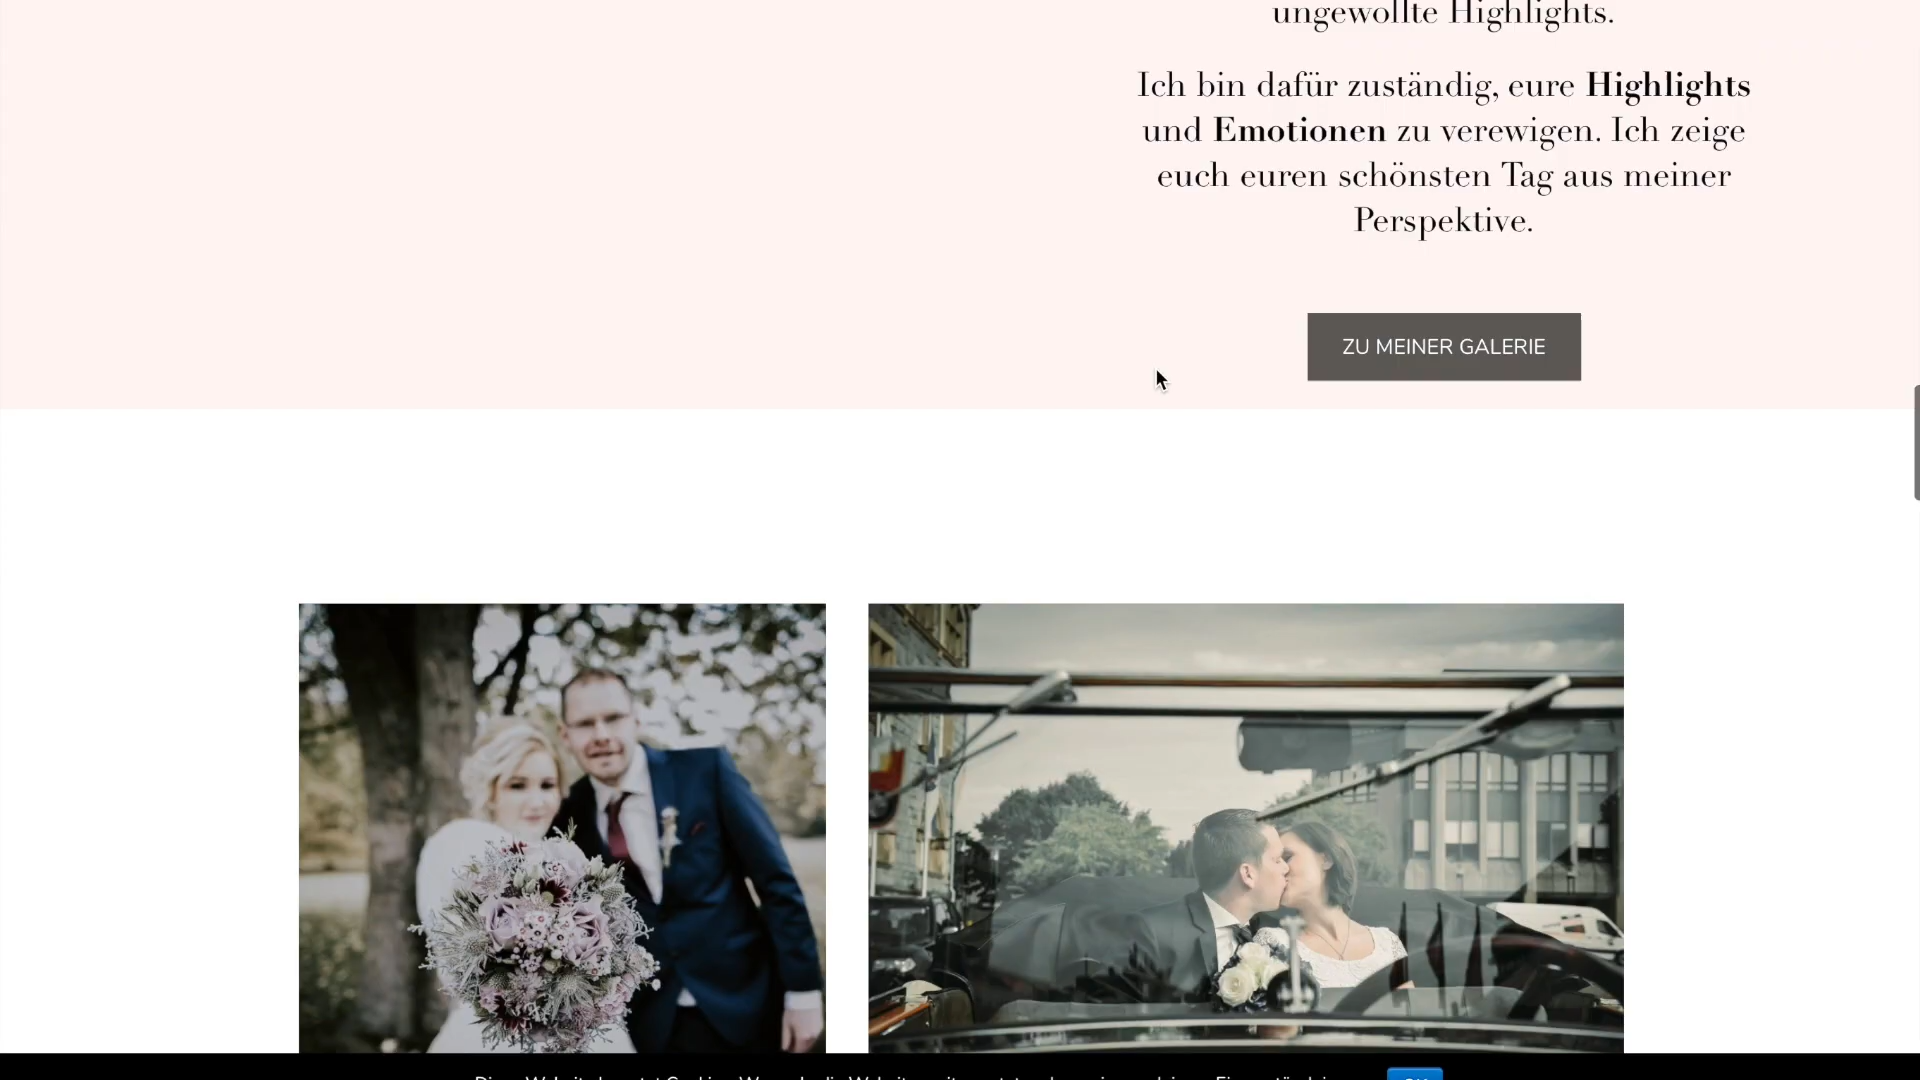 ungewollte Highlights.
Ich bin dafür zuständig, eure Highlights
und Emotionen zu verewigen. Ich zeige
euch euren schönsten Tag aus meiner
Perspektive.
ZU MEINER GALERIE